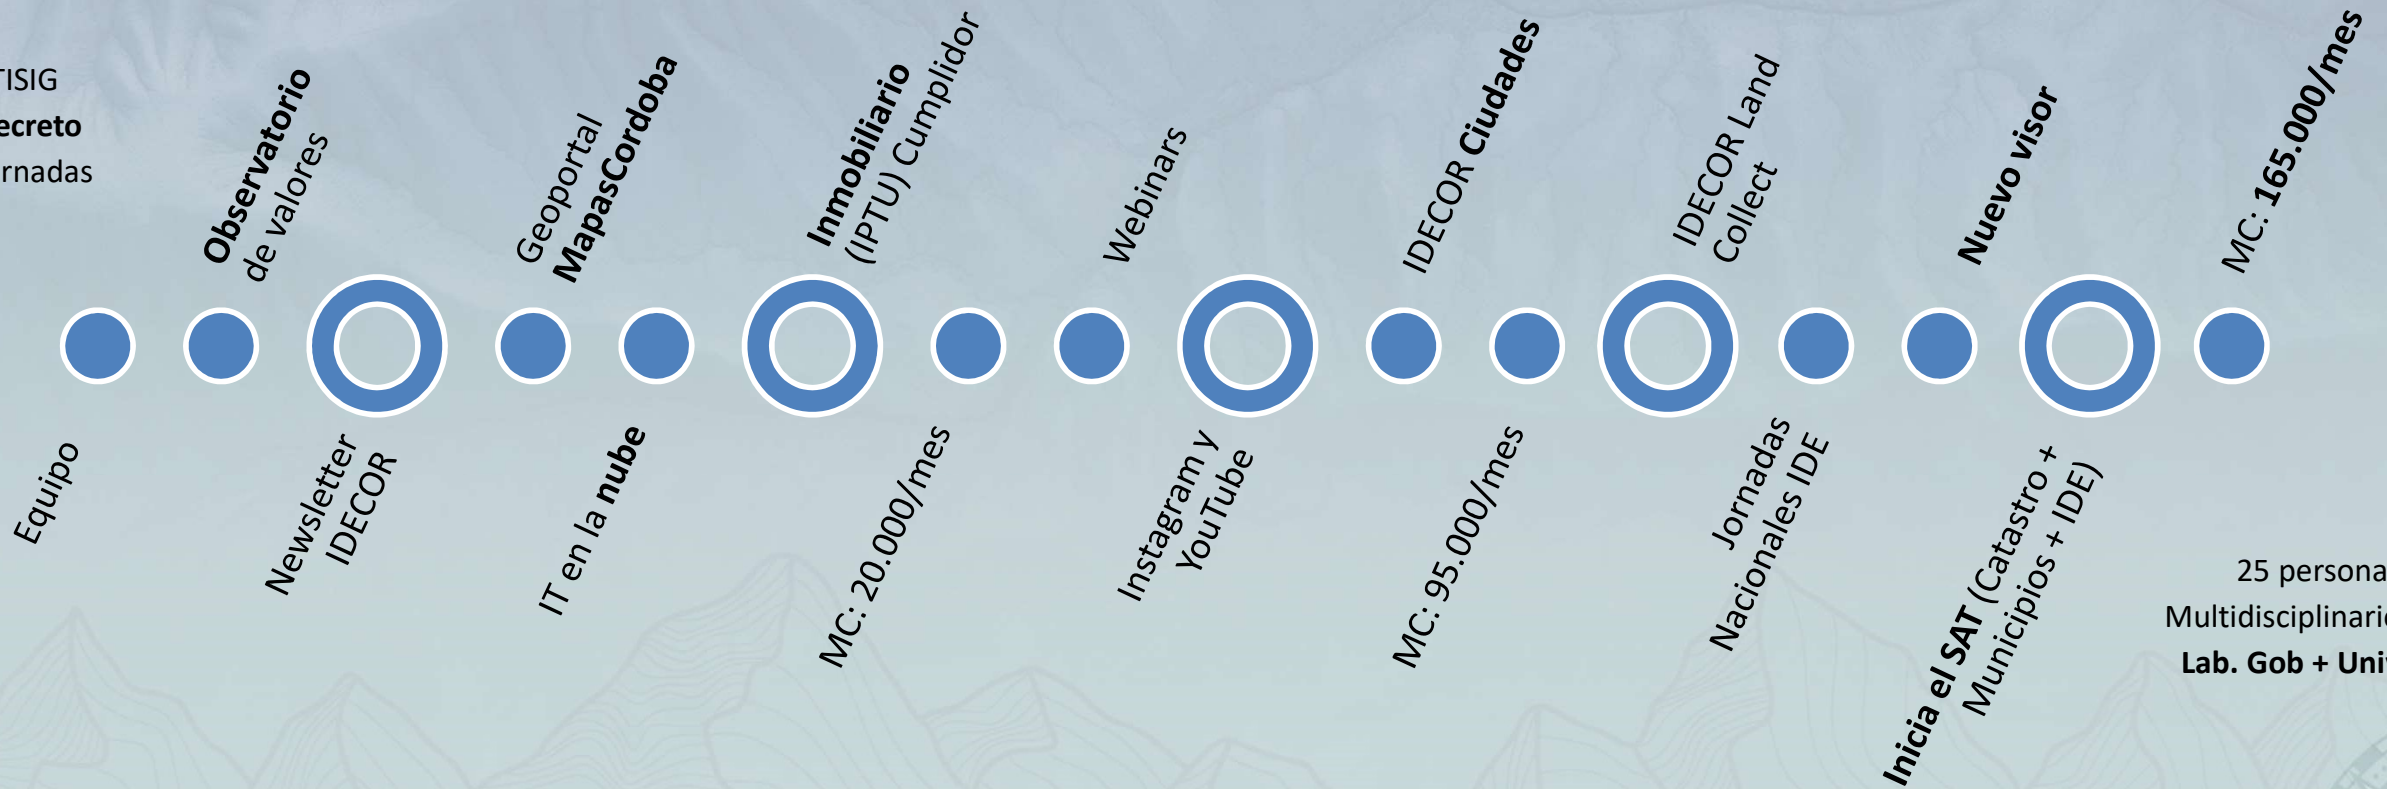 TISIG
ecreto
rnadas
Equipo
Observatorio
de valores
Newsletter
IDECOR
Geoportal
MapasCordoba
IT en la nube
Inmobiliario
(IPTU) Cumplidor
MC: 20.000/mes
Webinars
Instagram y
YouTube
IDECOR Ciudades
MC: 95.000/mes
IDECOR Land
Collect
Jornadas
Nacionales IDE
Nuevo visor
Inicia el SAT (Catastro +
Municipios + IDE)
MC: 165.000/mes
25 persona
Multidisciplinari
Lab. Gob + Uni